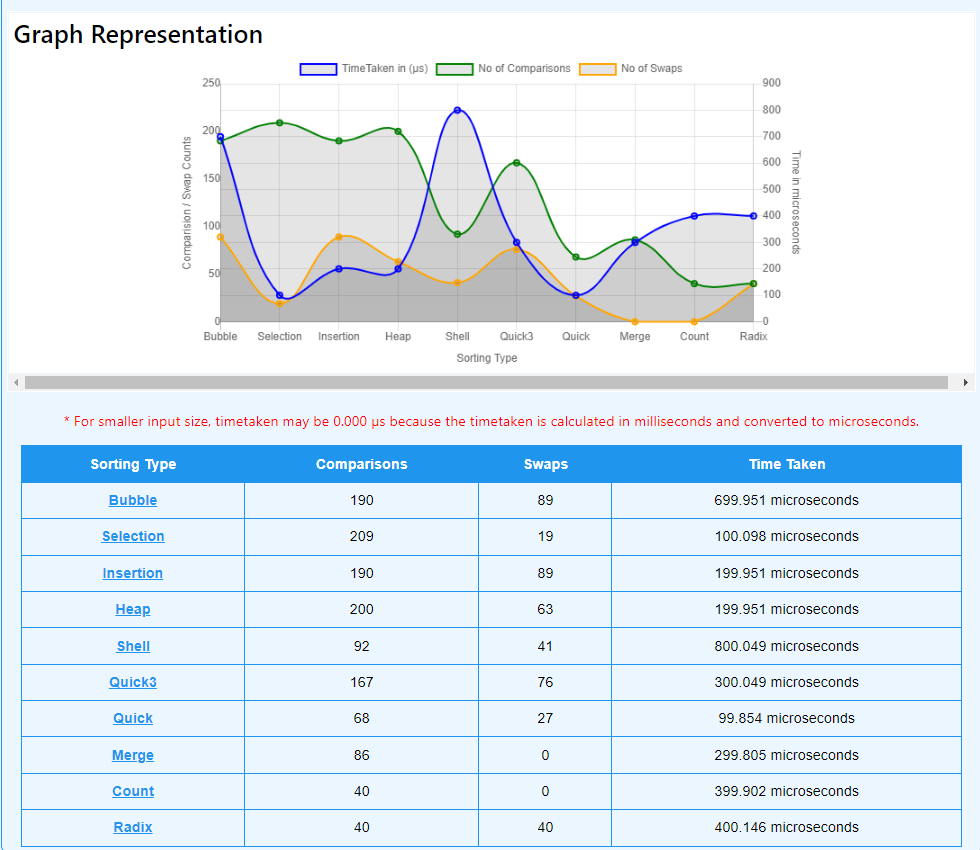 Graph Representation
TimeTaken in (µs) No of Comparisons No of Swaps
250 900
800
200 700
600
150 500
100 400
300
50 200
100
0 0
Comparision / Swap Counts
Time in microseconds
Bubble Selection Insertion Heap Shell Quick3 Quick Merge Count Radix
Sorting Type
* For smaller input size, timetaken may be 0.000 µs because the timetaken is calculated in milliseconds and converted to microseconds.
Sorting Type Comparisons Swaps Time Taken
Bubble 190 89 699.951 microseconds
Selection 209 19 100.098 microseconds
Insertion 190 89 199.951 microseconds
Heap 200 63 199.951 microseconds
Shell 92 41 800.049 microseconds
Quick3 167 76 300.049 microseconds
Quick 68 27 99.854 microseconds
Merge 86 0 299.805 microseconds
Count 40 0 399.902 microseconds
Radix 40 40 400.146 microseconds